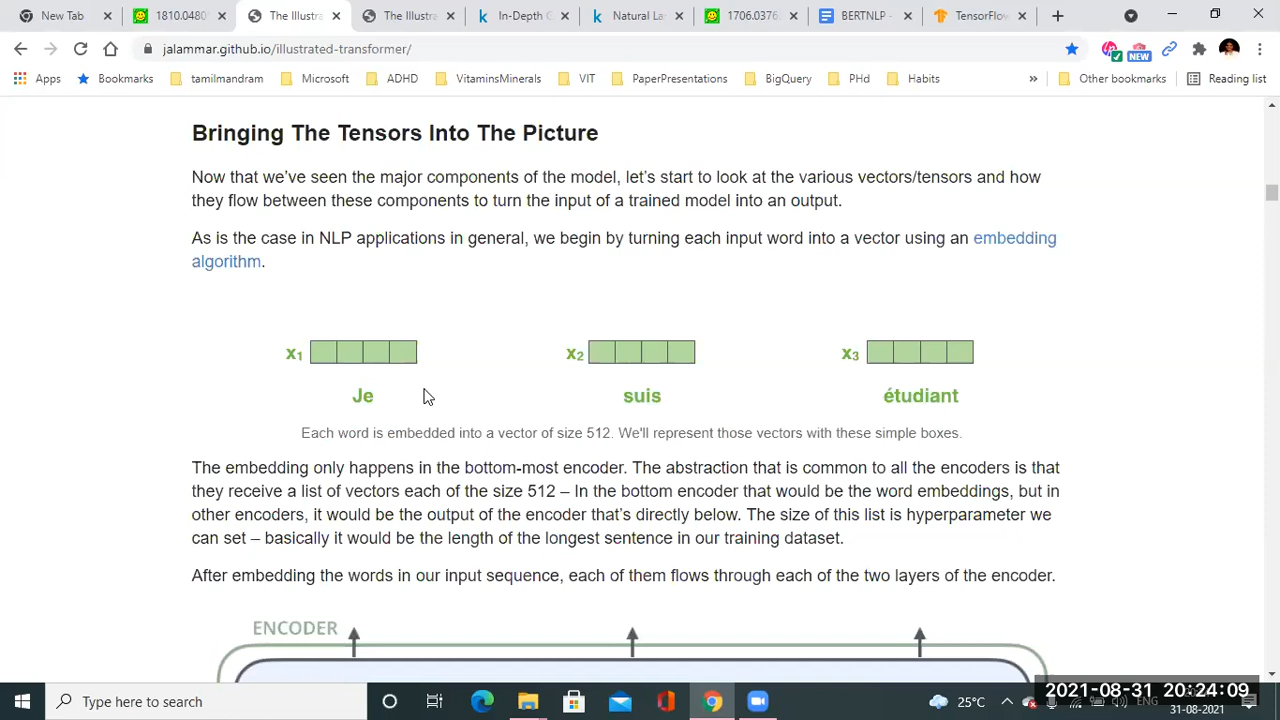 New Tab
1810.0480
The Illustra
The Illustra
In-Depth G
Natural La
1706.0376
BERTNLP -
TensorFlow
jalammar.github.io/illustrated-transformer/
NEW
Apps
Bookmarks
tamilmandram
Microsoft
ADHD
VitaminsMinerals
VIT
PaperPresentations
BigQuery
PHd
Habits
»
Other bookmarks
Reading list
Bringing The Tensors Into The Picture
Now that we've seen the major components of the model, let's start to look at the various vectors/tensors and how
they flow between these components to turn the input of a trained model into an output.
As is the case in NLP applications in general, we begin by turning each input word into a vector using an embedding
algorithm.
x1
x2
x3
Je
suis
étudiant
Each word is embedded into a vector of size 512. We'll represent those vectors with these simple boxes.
The embedding only happens in the bottom-most encoder. The abstraction that is common to all the encoders is that
they receive a list of vectors each of the size 512 – In the bottom encoder that would be the word embeddings, but in
other encoders, it would be the output of the encoder that's directly below. The size of this list is hyperparameter we
can set – basically it would be the length of the longest sentence in our training dataset.
After embedding the words in our input sequence, each of them flows through each of the two layers of the encoder.
ENCODER
Type here to search
25°C
ENG
2021-08-31 20:24:09
31-08-2021